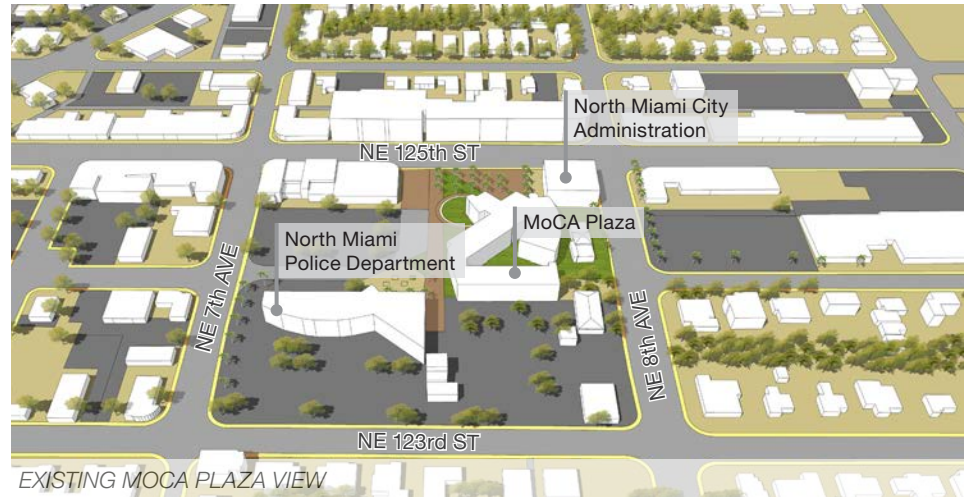 North Miami City
Administration
NE 125th ST
MoCA Plaza
North Miami
Police Department
NE 7th AVE
NE 8th AVE
NE 123rd ST
EXISTING MOCA PLAZA VIEW